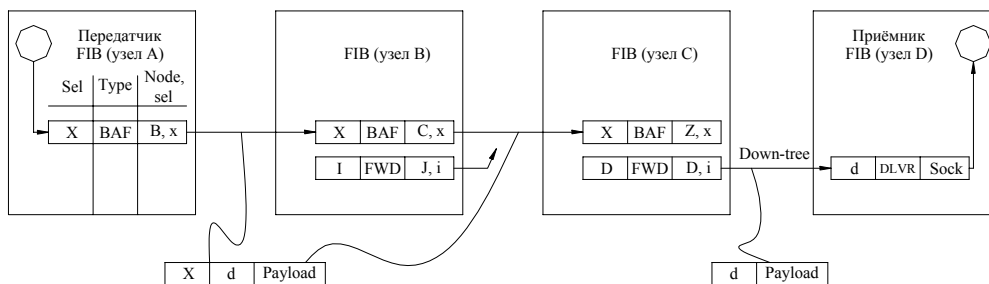 Передатчик
FIB (узел A)
Sel Type Node, sel
X BAF B, x
FIB (узел B)
X BAF C, x
I FWD J, i
FIB (узел C)
X BAF Z, x
D FWD D, i
Down-tree
Приёмник
FIB (узел D)
d DLVR Sock
X d Payload
d Payload